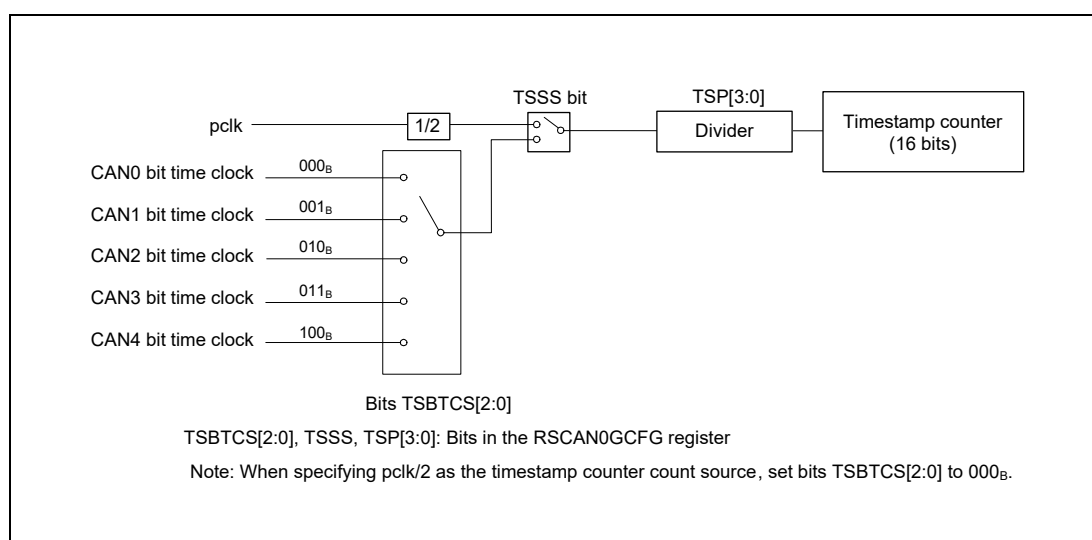 TSSS bit
TSP[3:0]
pclk
1/2
Divider
Timestamp counter
(16 bits)
CAN0 bit time clock
000B
CAN1 bit time clock
001B
CAN2 bit time clock
010B
CAN3 bit time clock
011B
CAN4 bit time clock
100B
Bits TSBTCS[2:0]
TSBTCS[2:0], TSSS, TSP[3:0]: Bits in the RSCAN0GCFG register
Note: When specifying pclk/2 as the timestamp counter count source, set bits TSBTCS[2:0] to 000B.